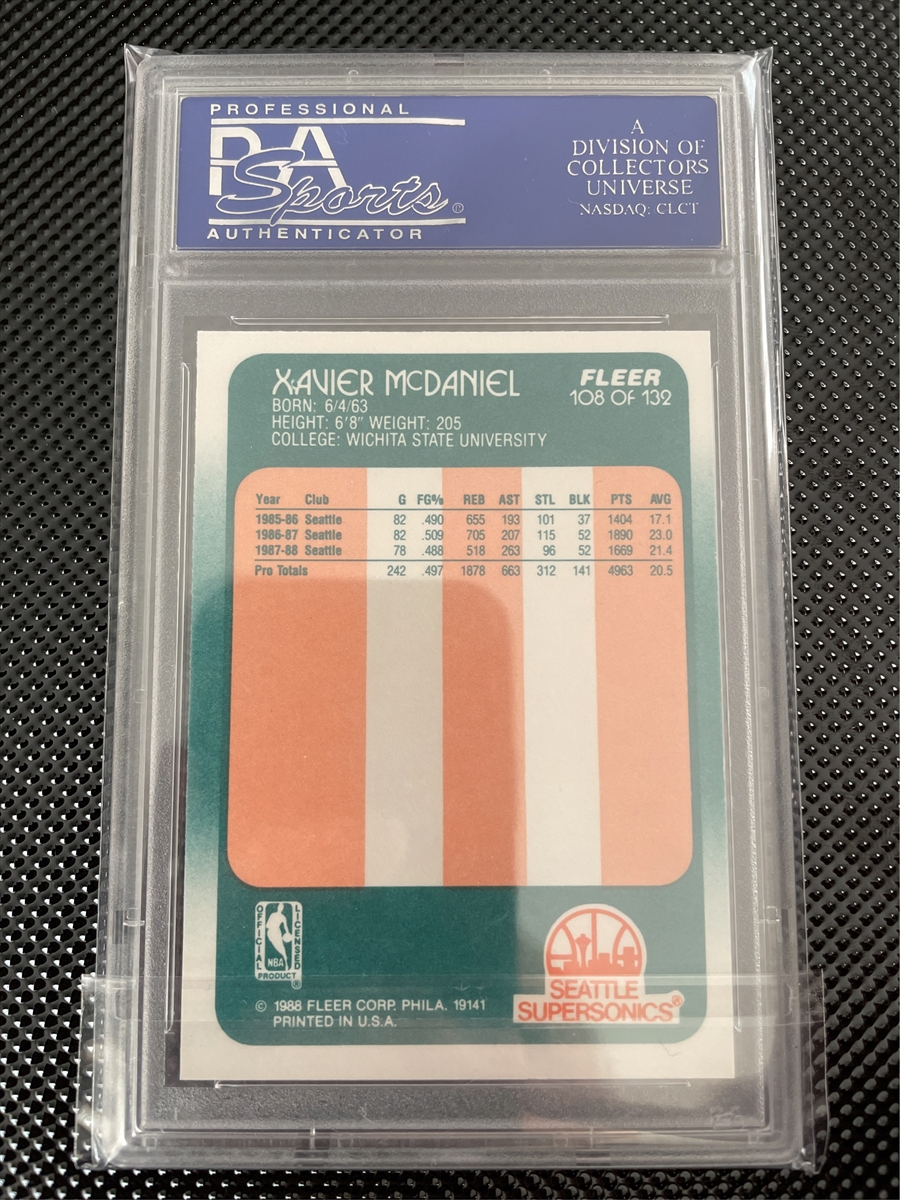 PROFESSIONAL
PSA
Sports®
AUTHENTICATOR
A
DIVISION OF
COLLECTORS
UNIVERSE
NASDAQ: CLCT
XAVIER McDANIEL
BORN: 6/4/63
HEIGHT: 6'8" WEIGHT: 205
COLLEGE: WICHITA STATE UNIVERSITY
FLEER
108 OF 132
Year Club G FG% REB AST STL BLK PTS AVG
1985-86 Seattle 82 .490 655 193 101 37 1404 17.1
1986-87 Seattle 82 .509 705 207 115 52 1890 23.0
1987-88 Seattle 78 .488 518 263 96 52 1669 21.4
Pro Totals 242 .497 1878 663 312 141 4963 20.5
OFFICIAL LICENSED
NBA
PRODUCT®
© 1988 FLEER CORP. PHILA. 19141
PRINTED IN U.S.A.
SEATTLE
SUPERSONICS®